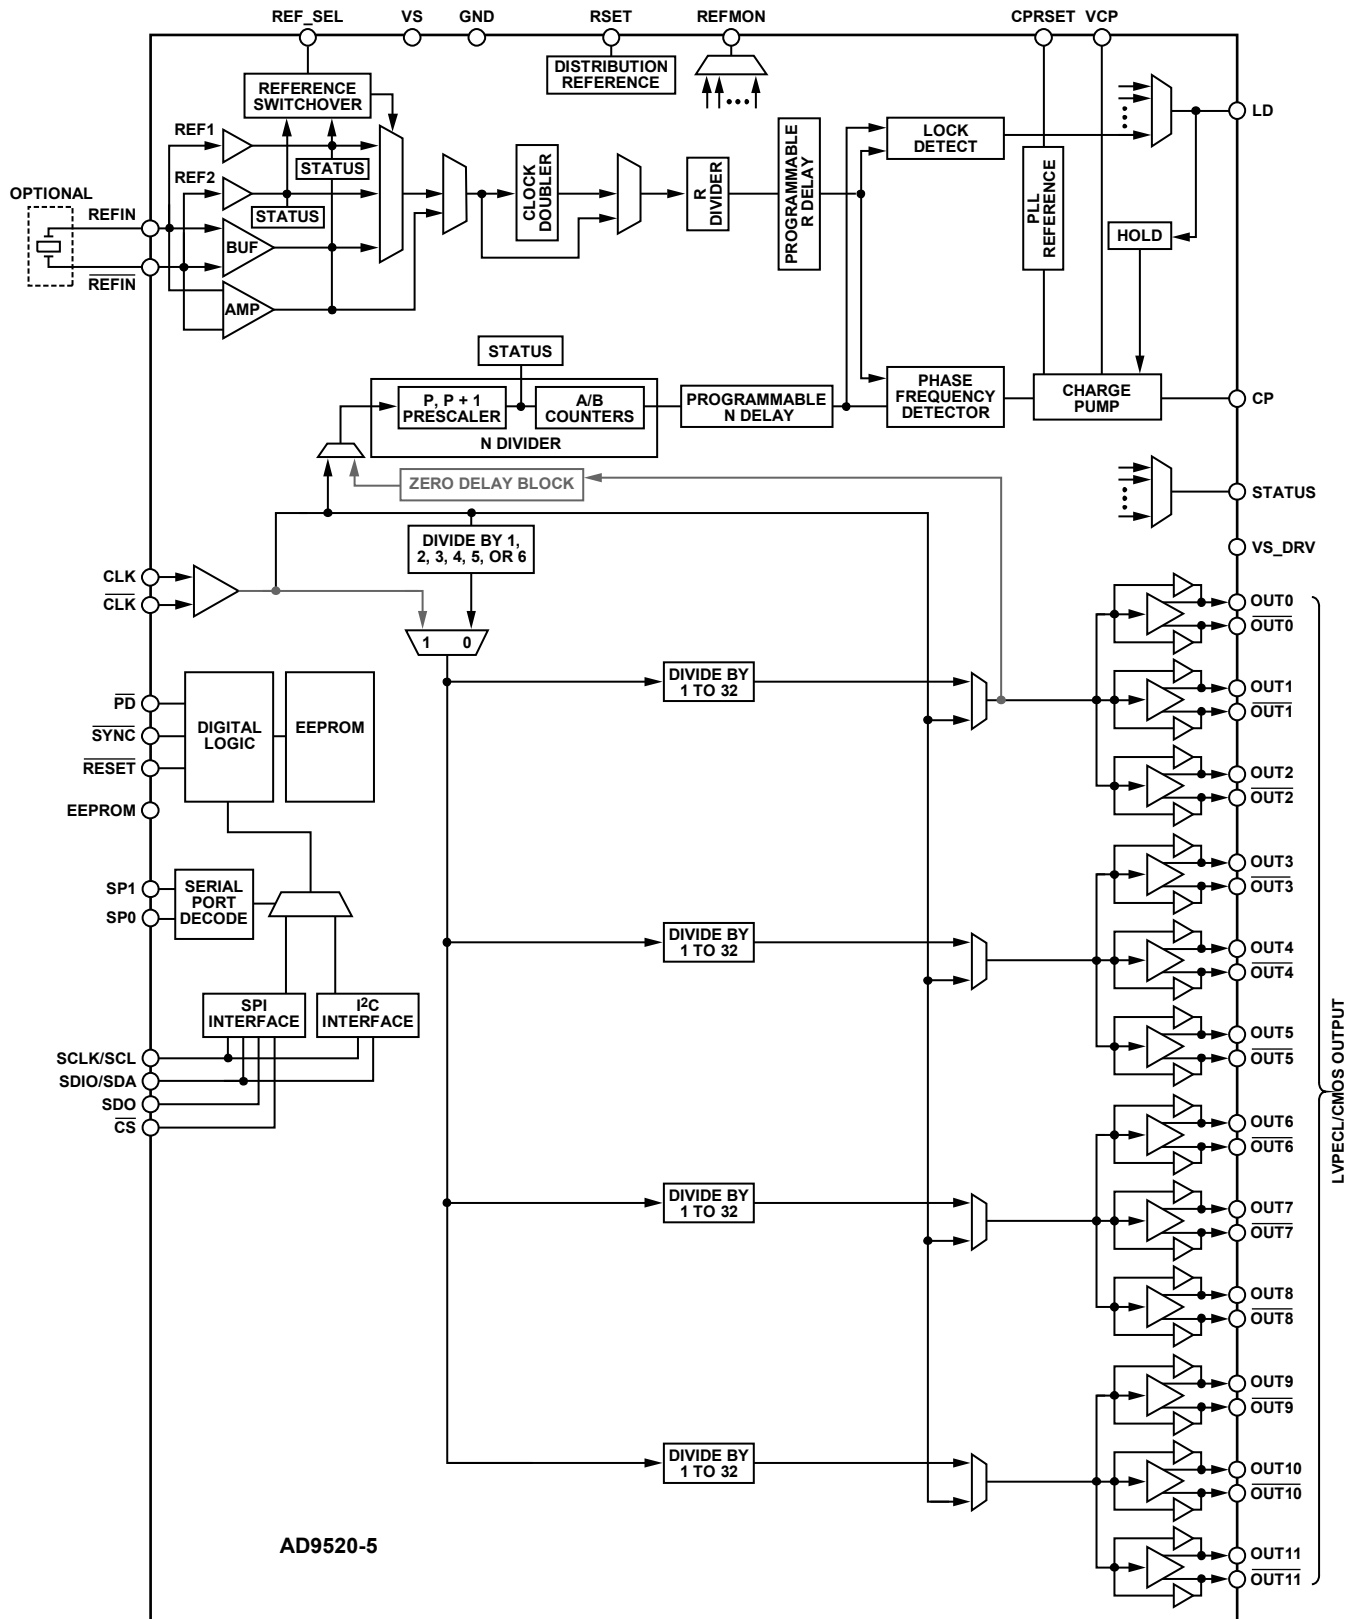 REF_SEL VS GND RSET REFMON CPRSET VCP
DISTRIBUTION
REFERENCE
REFERENCE
SWITCHOVER
REF1
STATUS
REF2
STATUS
OPTIONAL
REFIN
BUF
REFIN
AMP
CLOCK
DOUBLER
R
DIVIDER
PROGRAMMABLE
R DELAY
LOCK
DETECT
PLL
REFERENCE
HOLD
LD
STATUS
P, P + 1
PRESCALER
A/B
COUNTERS
N DIVIDER
PROGRAMMABLE
N DELAY
PHASE
FREQUENCY
DETECTOR
CHARGE
PUMP
CP
ZERO DELAY BLOCK
STATUS
VS_DRV
DIVIDE BY 1,
2, 3, 4, 5, OR 6
CLK
CLK
1 0
PD
SYNC
RESET
EEPROM
DIGITAL
LOGIC
EEPROM
SP1
SP0
SERIAL
PORT
DECODE
SPI
INTERFACE
I²C
INTERFACE
SCLK/SCL
SDIO/SDA
SDO
CS
DIVIDE BY
1 TO 32
DIVIDE BY
1 TO 32
DIVIDE BY
1 TO 32
DIVIDE BY
1 TO 32
OUT0
OUT0
OUT1
OUT1
OUT2
OUT2
OUT3
OUT3
OUT4
OUT4
OUT5
OUT5
OUT6
OUT6
OUT7
OUT7
OUT8
OUT8
OUT9
OUT9
OUT10
OUT10
OUT11
OUT11
LVPECL/CMOS OUTPUT
AD9520-5